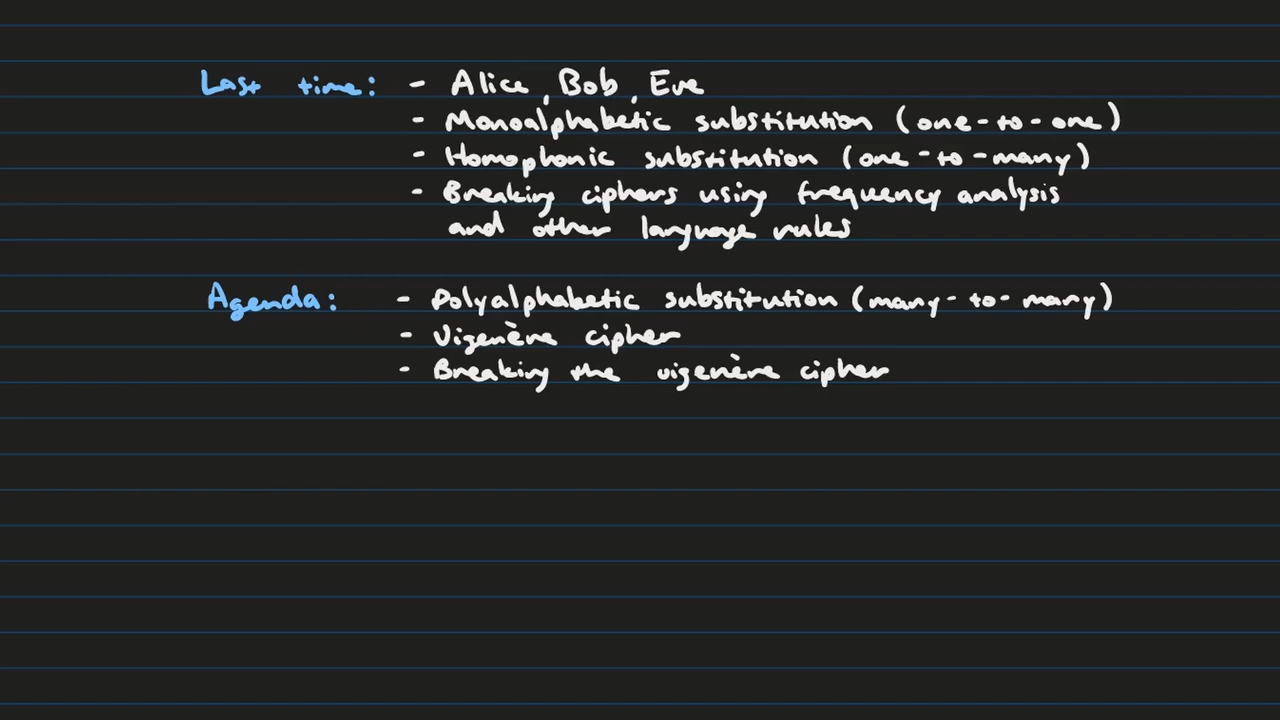 Last time: - Alice, Bob, Eve
- Monoalphabetic substitution (one-to-one)
- Homophonic substitution (one-to-many)
- Breaking ciphers using frequency analysis
and other language rules
Agenda: - Polyalphabetic substitution (many-to-many)
- Vigenère cipher
- Breaking the vigenère cipher